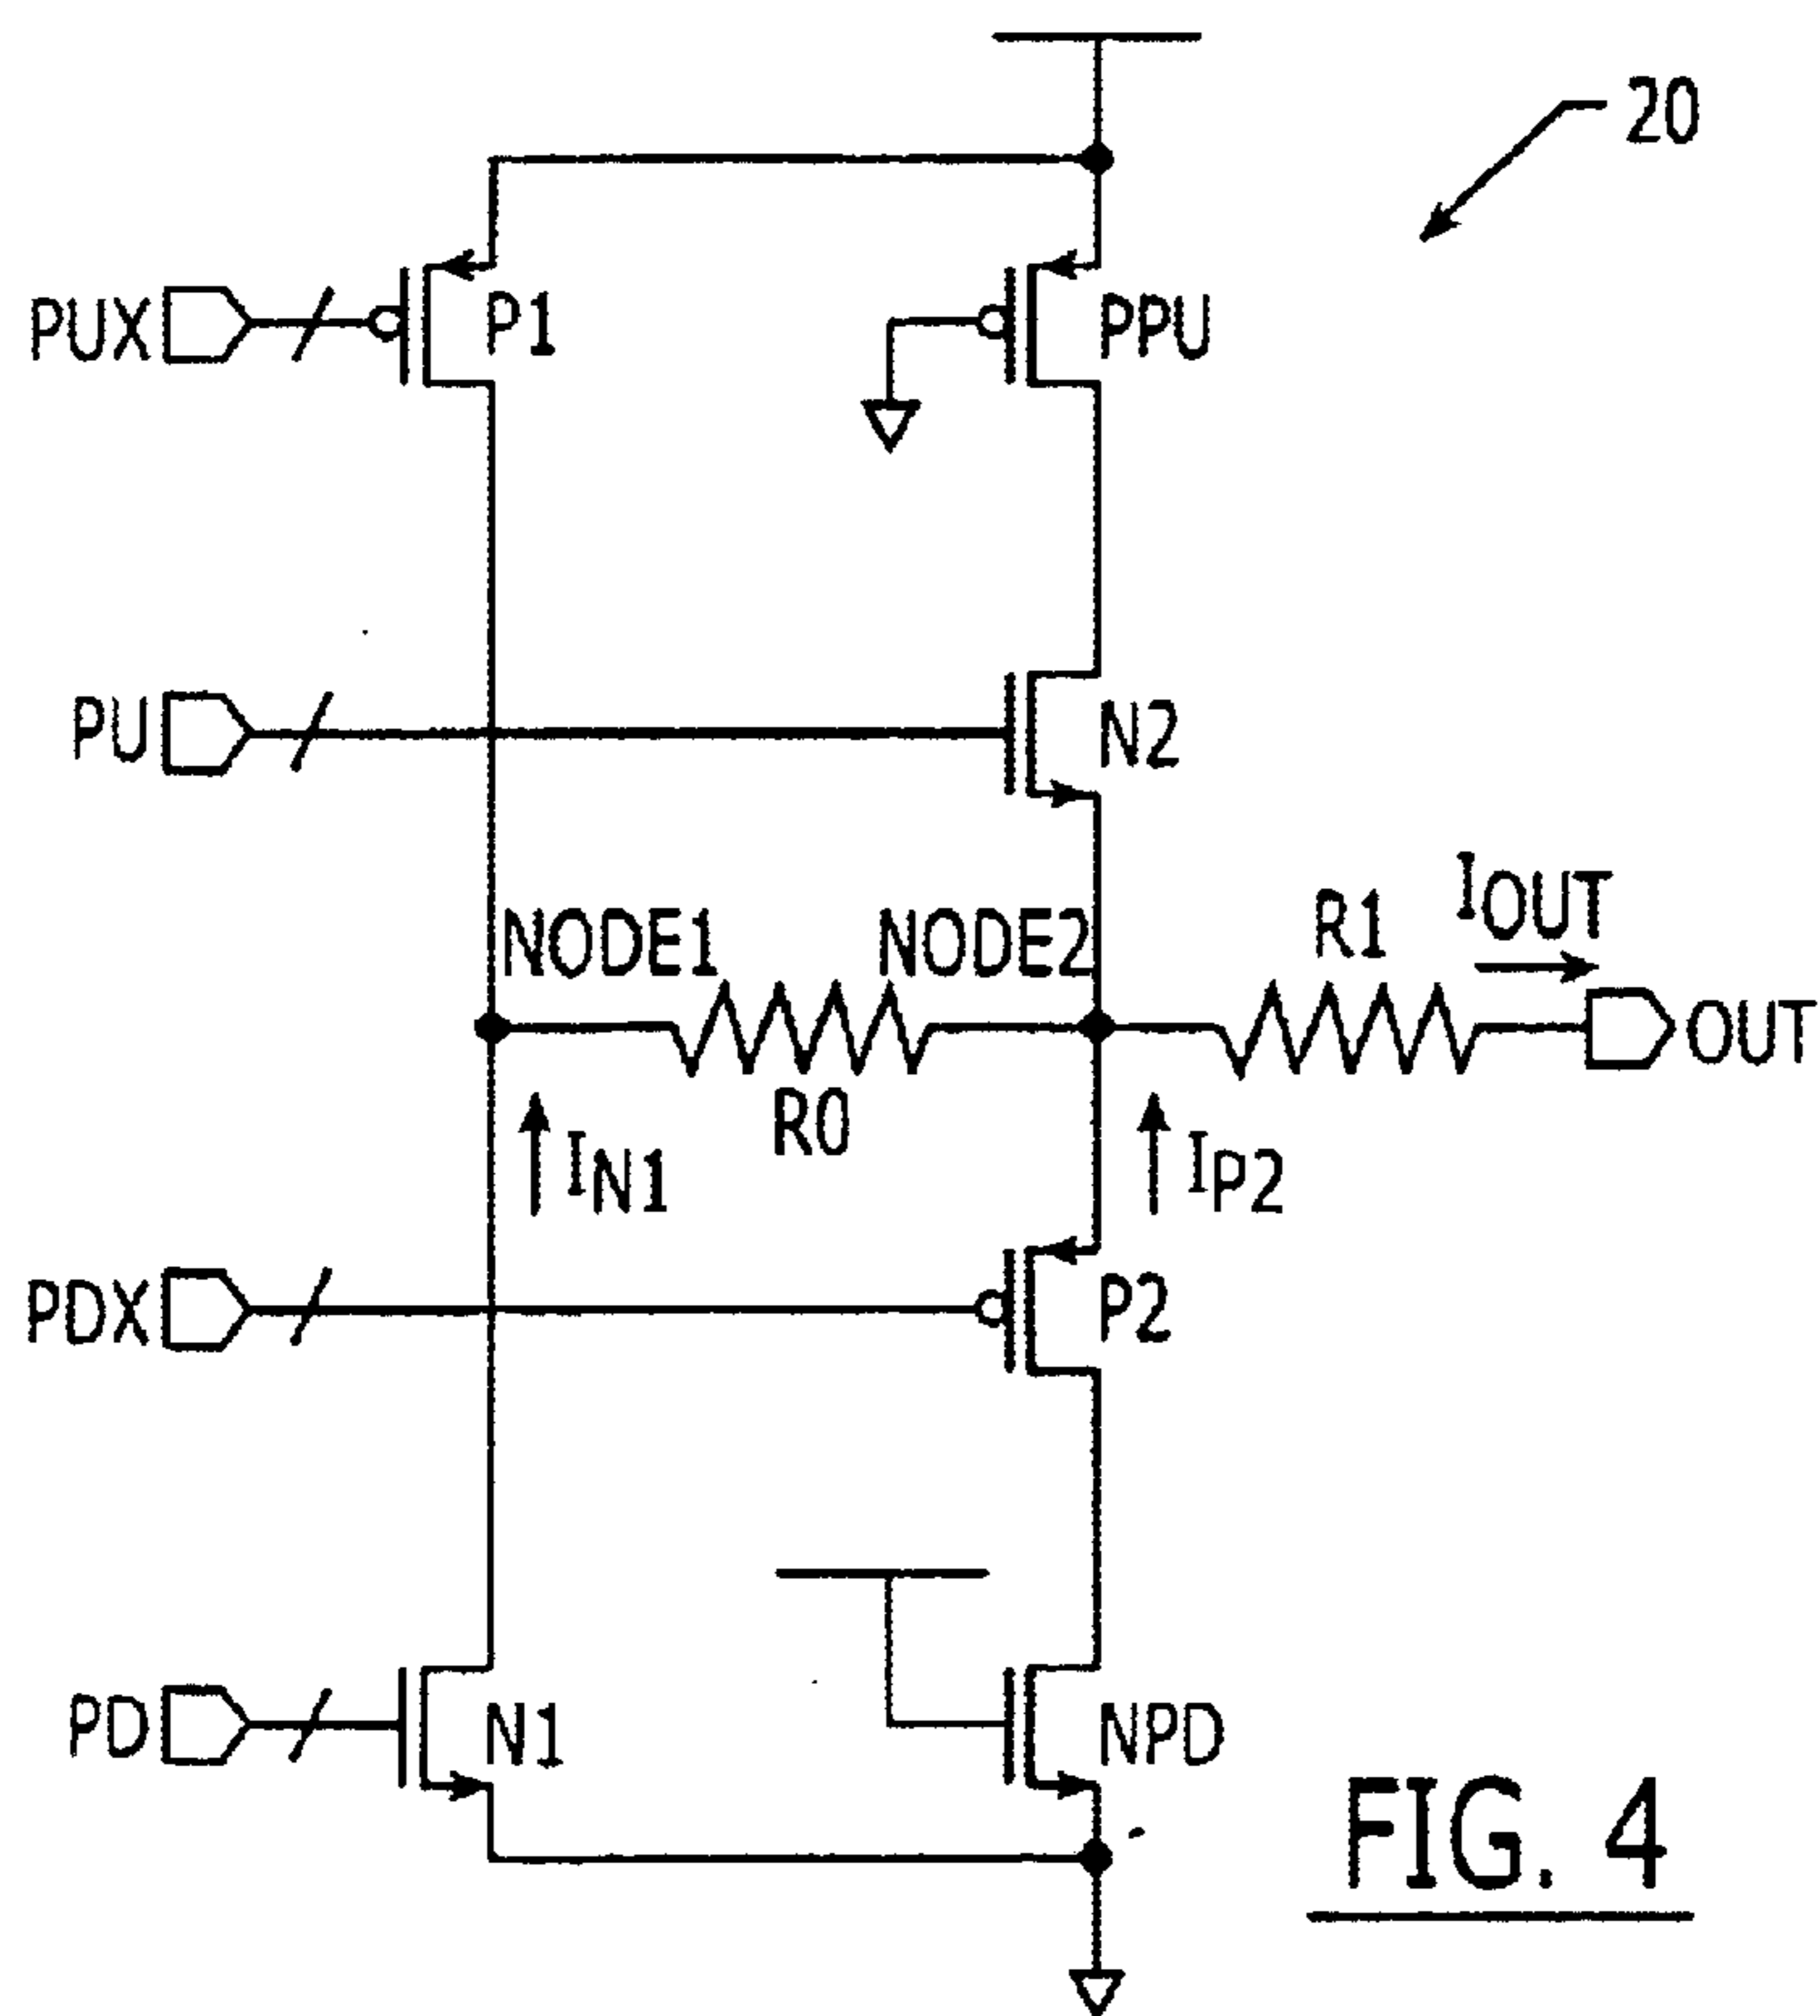 20
PUX
P1
PPU
PU
N2
NODE1
NODE2
R1
IOUT
OUT
R0
IN1
IP2
PDX
P2
PD
N1
NPD
FIG. 4